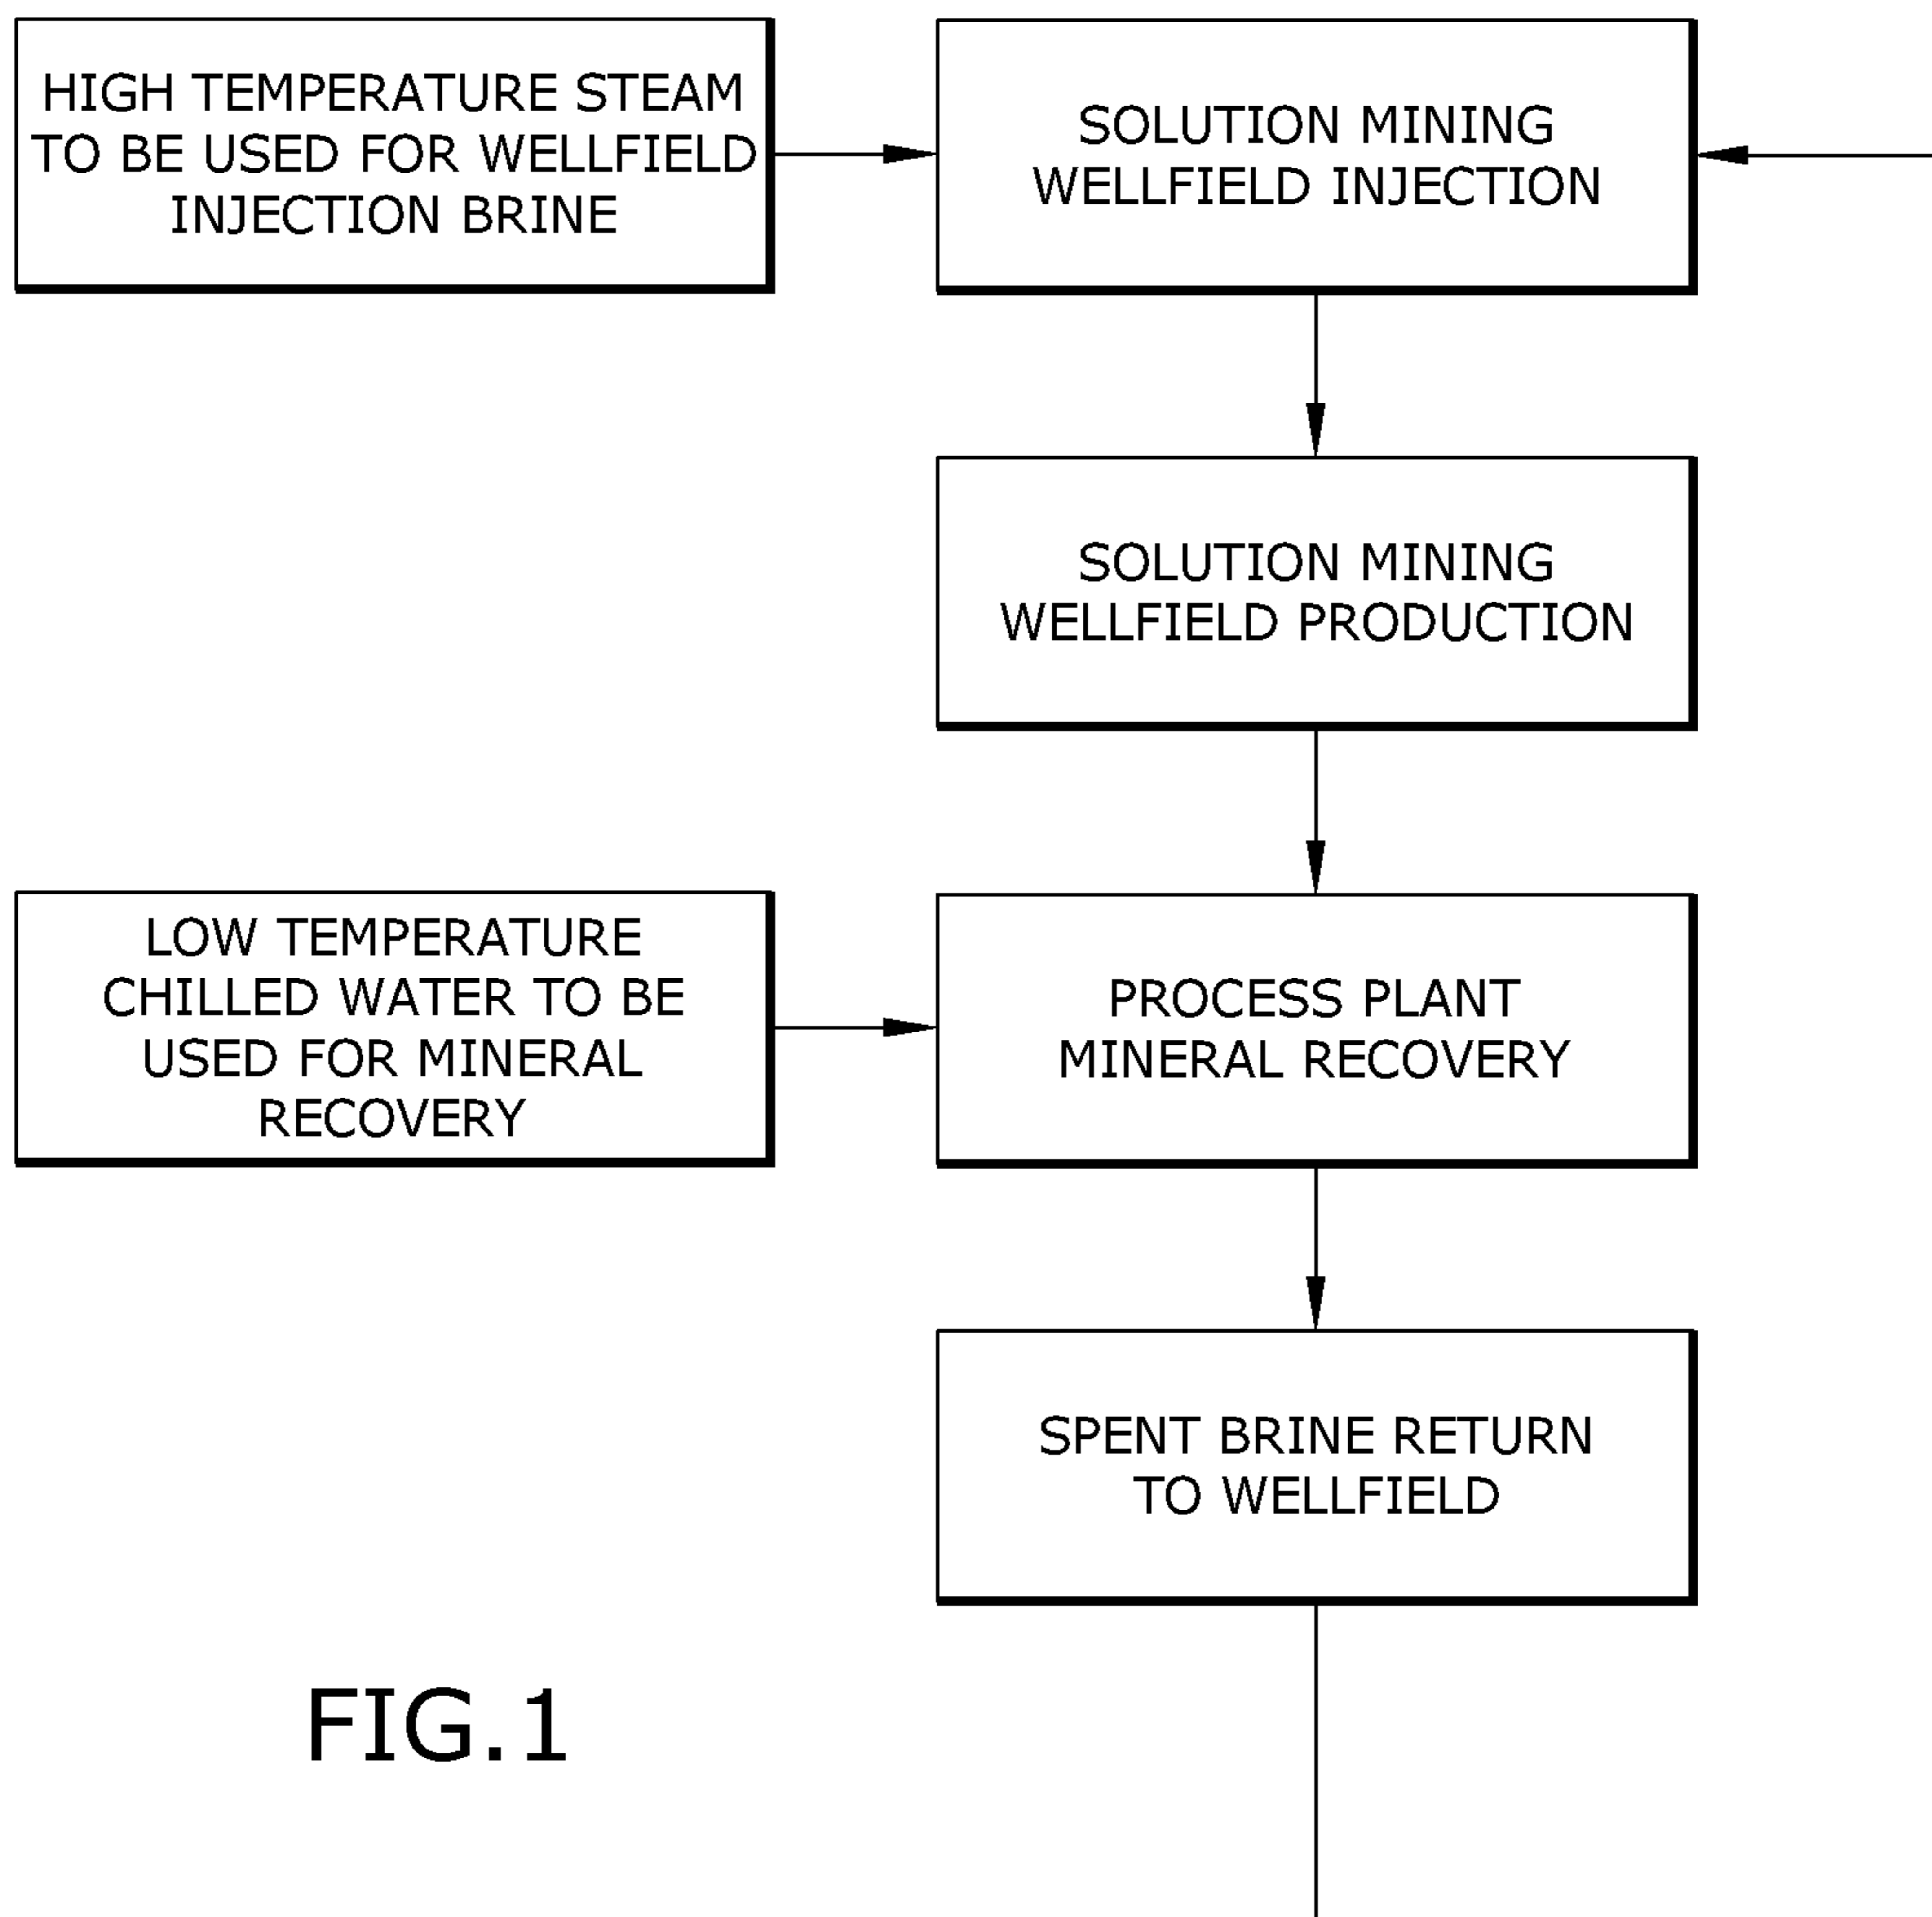 HIGH TEMPERATURE STEAM
TO BE USED FOR WELLFIELD
INJECTION BRINE
SOLUTION MINING
WELLFIELD INJECTION
SOLUTION MINING
WELLFIELD PRODUCTION
LOW TEMPERATURE
CHILLED WATER TO BE
USED FOR MINERAL
RECOVERY
PROCESS PLANT
MINERAL RECOVERY
SPENT BRINE RETURN
TO WELLFIELD
FIG.1